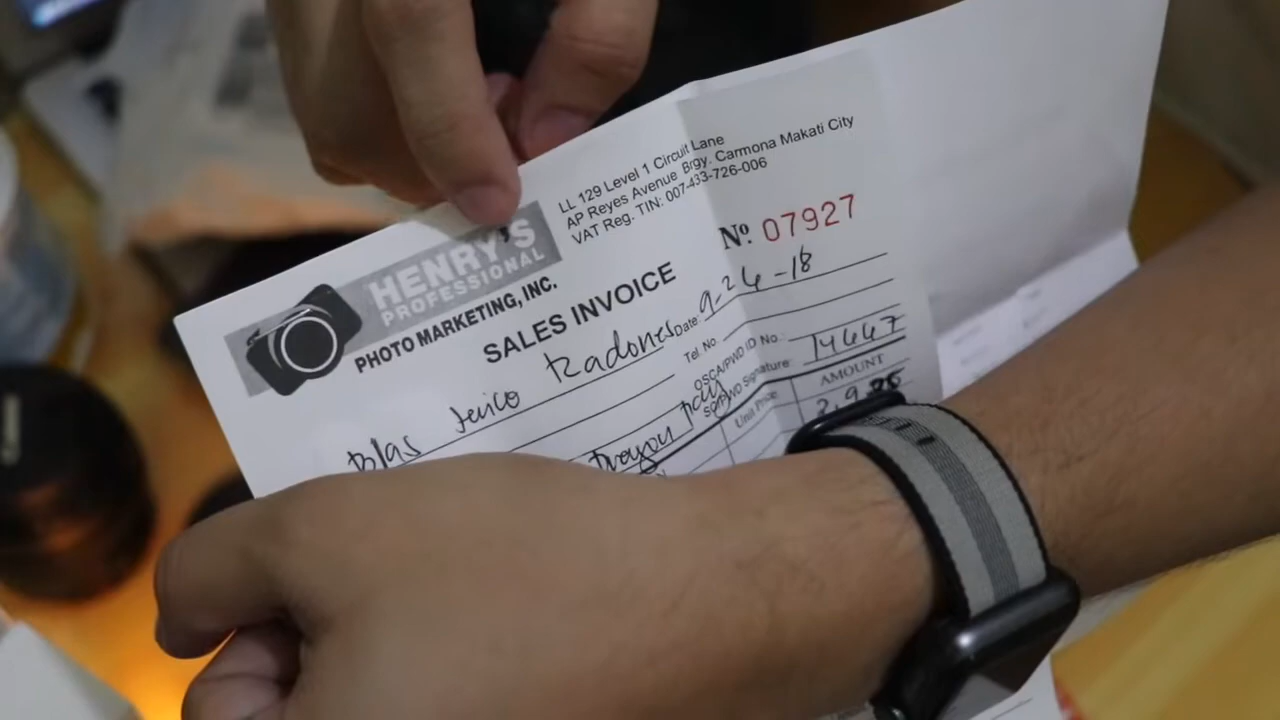 HENRY'S
PROFESSIONAL
PHOTO MARKETING, INC.
LL 129 Level 1 Circuit Lane
AP Reyes Avenue Brgy. Carmona Makati City
VAT Reg. TIN: 007-433-726-006
Nº 07927
SALES INVOICE
Blas Jerico Radones Date: 9-26-18
Tel. No.
OSCA/PWD ID No.: 14667
SC/PWD Signature:
Unit Price AMOUNT